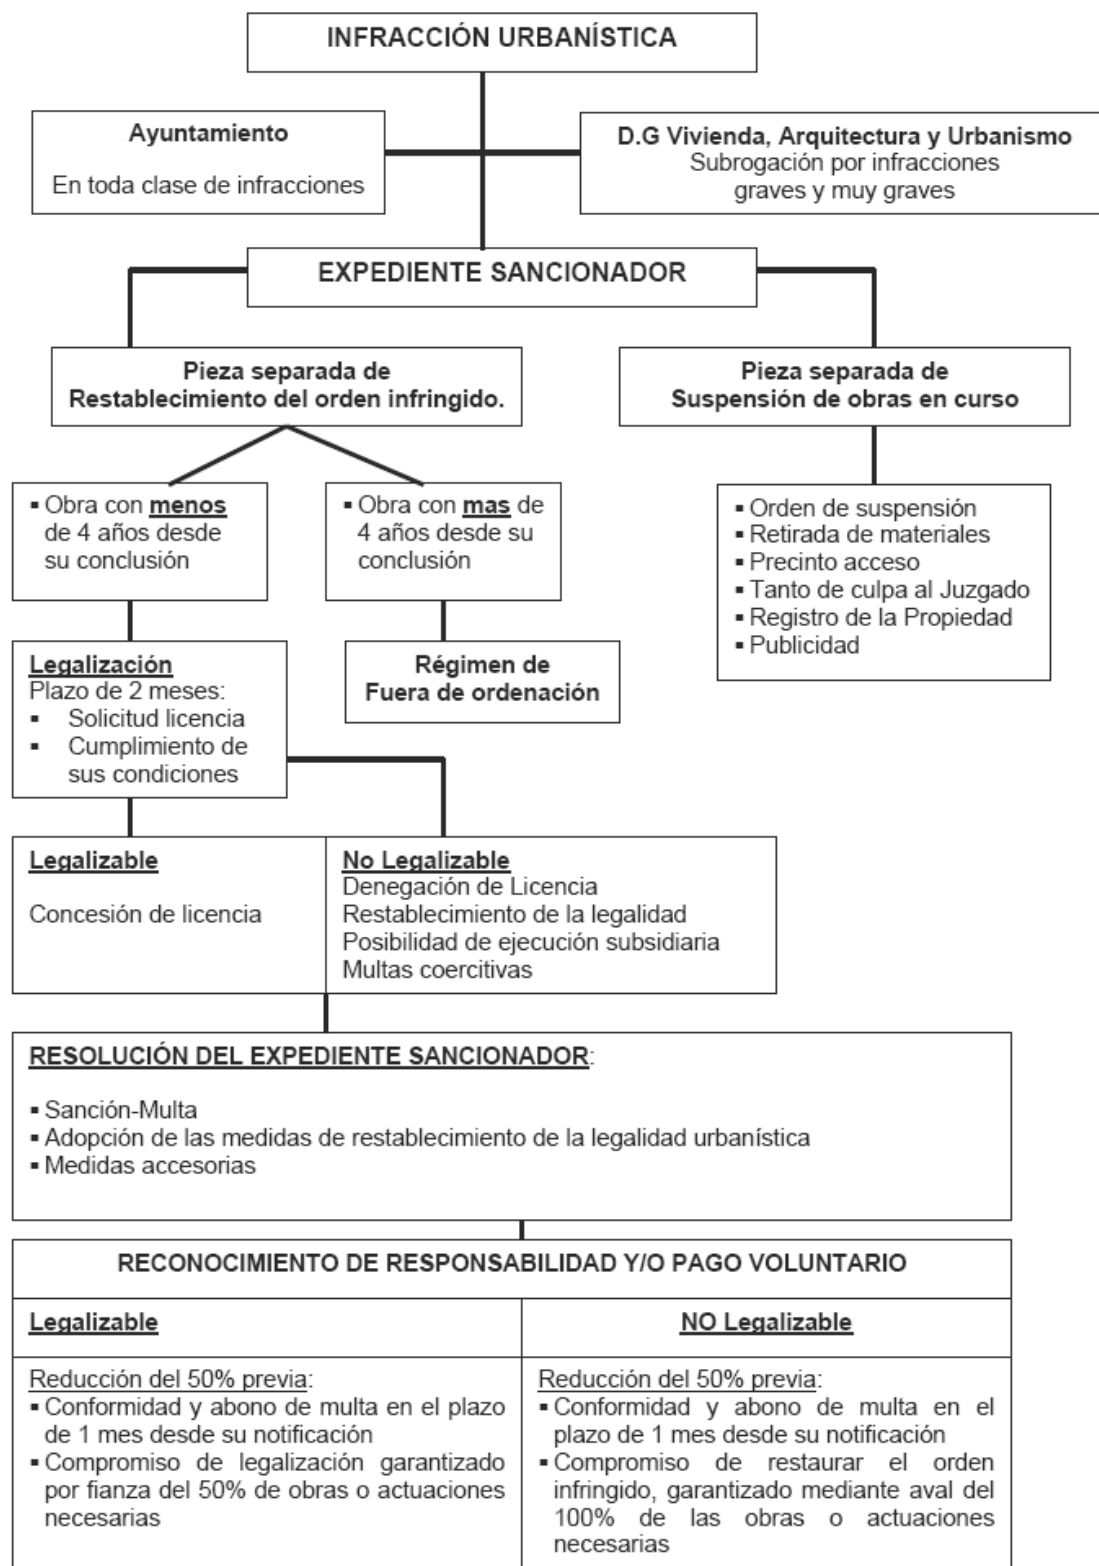 INFRACCIÓN URBANÍSTICA
Ayuntamiento
En toda clase de infracciones
D.G Vivienda, Arquitectura y Urbanismo
Subrogación por infracciones
graves y muy graves
EXPEDIENTE SANCIONADOR
Pieza separada de
Restablecimiento del orden infringido.
Pieza separada de
Suspensión de obras en curso
▪ Obra con menos
de 4 años desde
su conclusión
▪ Obra con mas de
4 años desde su
conclusión
▪ Orden de suspensión
▪ Retirada de materiales
▪ Precinto acceso
▪ Tanto de culpa al Juzgado
▪ Registro de la Propiedad
▪ Publicidad
Legalización
Plazo de 2 meses:
▪ Solicitud licencia
▪ Cumplimiento de
sus condiciones
Régimen de
Fuera de ordenación
Legalizable
Concesión de licencia
No Legalizable
Denegación de Licencia
Restablecimiento de la legalidad
Posibilidad de ejecución subsidiaria
Multas coercitivas
RESOLUCIÓN DEL EXPEDIENTE SANCIONADOR:
▪ Sanción-Multa
▪ Adopción de las medidas de restablecimiento de la legalidad urbanística
▪ Medidas accesorias
RECONOCIMIENTO DE RESPONSABILIDAD Y/O PAGO VOLUNTARIO
Legalizable
Reducción del 50% previa:
▪ Conformidad y abono de multa en el plazo
de 1 mes desde su notificación
▪ Compromiso de legalización garantizado
por fianza del 50% de obras o actuaciones
necesarias
NO Legalizable
Reducción del 50% previa:
▪ Conformidad y abono de multa en el
plazo de 1 mes desde su notificación
▪ Compromiso de restaurar el orden
infringido, garantizado mediante aval del
100% de las obras o actuaciones
necesarias